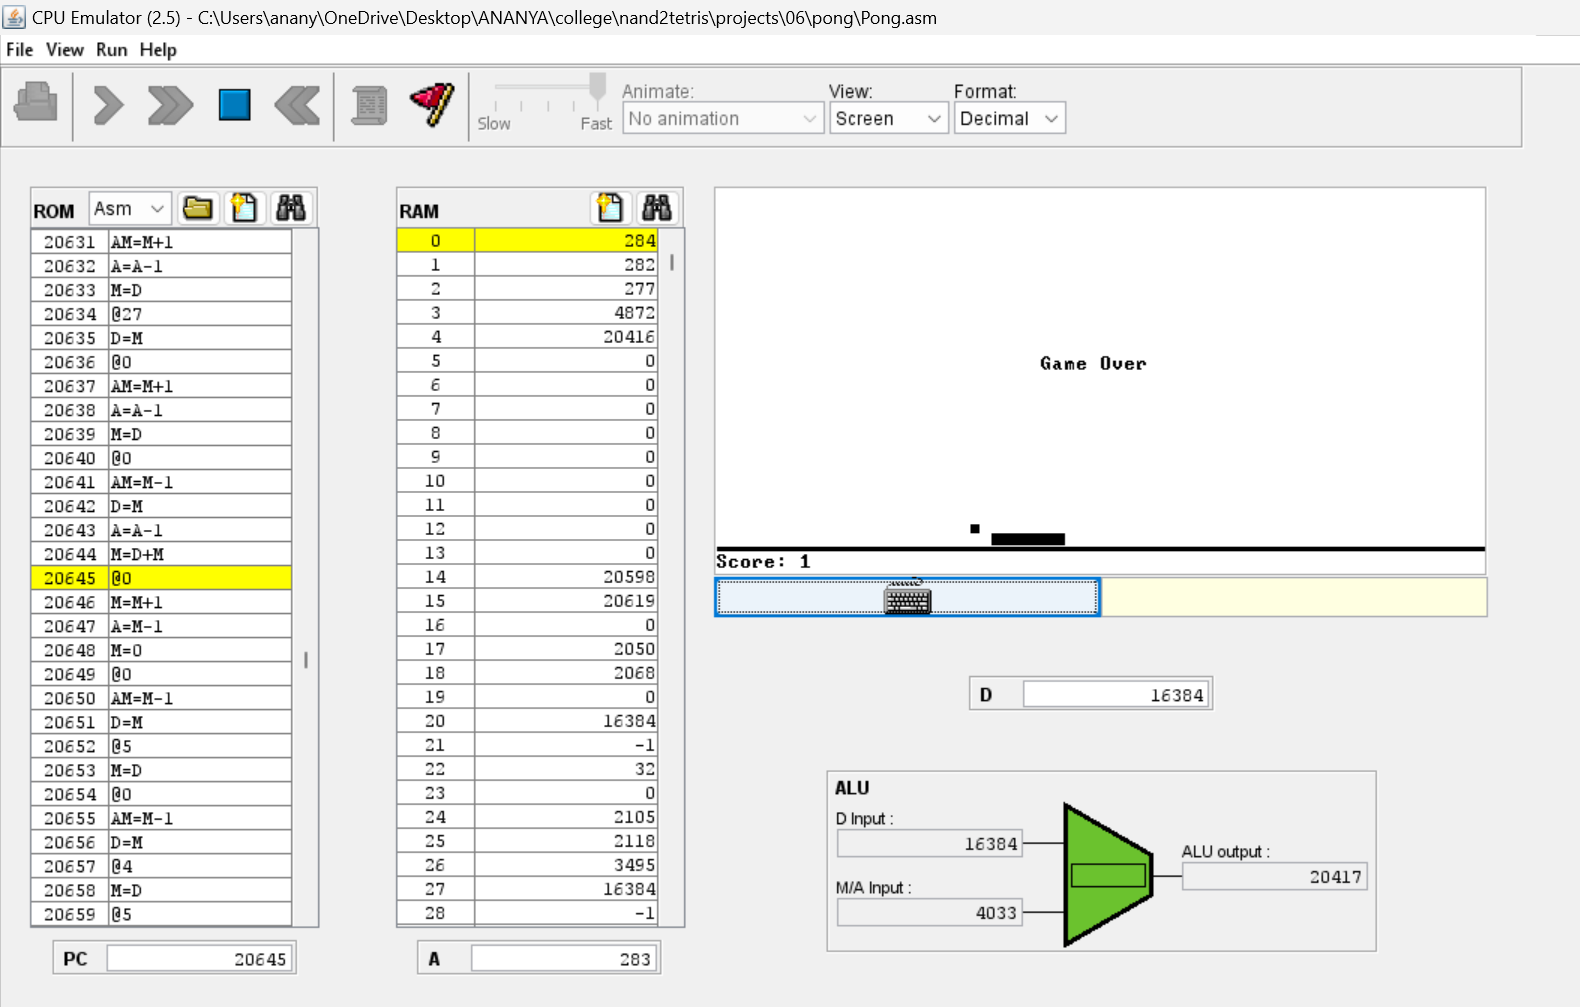 CPU Emulator (2.5) - C:\Users\anany\OneDrive\Desktop\ANANYA\college\nand2tetris\projects\06\pong\Pong.asm
File View Run Help
Slow Fast
Animate: View: Format:
No animation Screen Decimal
ROM Asm
20631 AM=M+1
20632 A=A-1
20633 M=D
20634 @27
20635 D=M
20636 @0
20637 AM=M+1
20638 A=A-1
20639 M=D
20640 @0
20641 AM=M-1
20642 D=M
20643 A=A-1
20644 M=D+M
20645 @0
20646 M=M+1
20647 A=M-1
20648 M=0
20649 @0
20650 AM=M-1
20651 D=M
20652 @5
20653 M=D
20654 @0
20655 AM=M-1
20656 D=M
20657 @4
20658 M=D
20659 @5
PC 20645
RAM
0 284
1 282
2 277
3 4872
4 20416
5 0
6 0
7 0
8 0
9 0
10 0
11 0
12 0
13 0
14 20598
15 20619
16 0
17 2050
18 2068
19 0
20 16384
21 -1
22 32
23 0
24 2105
25 2118
26 3495
27 16384
28 -1
A 283
Game Over
Score: 1
D 16384
ALU
D Input :
16384
M/A Input :
4033
ALU output :
20417